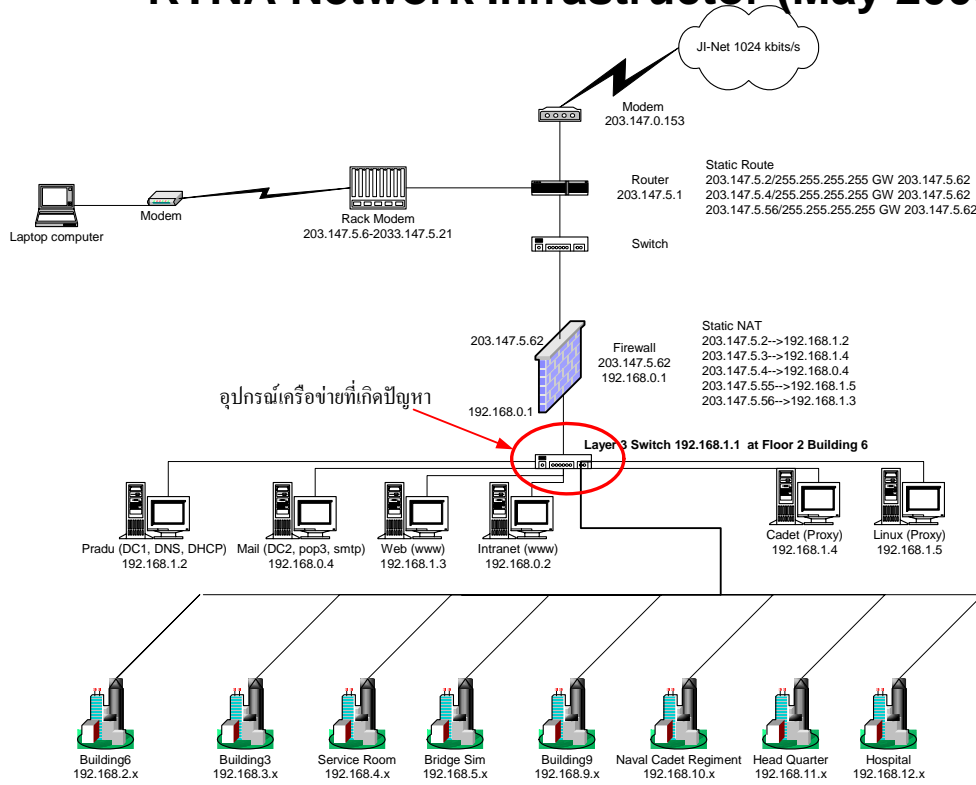 RTNA Network Infrastructor (May 200
JI-Net 1024 kbits/s
Modem
203.147.0.153
Router
203.147.5.1
Static Route
203.147.5.2/255.255.255.255 GW 203.147.5.62
203.147.5.4/255.255.255.255 GW 203.147.5.62
203.147.5.56/255.255.255.255 GW 203.147.5.62
Laptop computer
Modem
Rack Modem
203.147.5.6-2033.147.5.21
Switch
203.147.5.62
Firewall
203.147.5.62
192.168.0.1
Static NAT
203.147.5.2-->192.168.1.2
203.147.5.3-->192.168.1.4
203.147.5.4-->192.168.0.4
203.147.5.55-->192.168.1.5
203.147.5.56-->192.168.1.3
อุปกรณ์เครือข่ายที่เกิดปัญหา
192.168.0.1
Layer 3 Switch 192.168.1.1 at Floor 2 Building 6
Pradu (DC1, DNS, DHCP)
192.168.1.2
Mail (DC2, pop3, smtp)
192.168.0.4
Web (www)
192.168.1.3
Intranet (www)
192.168.0.2
Cadet (Proxy)
192.168.1.4
Linux (Proxy)
192.168.1.5
Building6
192.168.2.x
Building3
192.168.3.x
Service Room
192.168.4.x
Bridge Sim
192.168.5.x
Building9
192.168.9.x
Naval Cadet Regiment
192.168.10.x
Head Quarter
192.168.11.x
Hospital
192.168.12.x